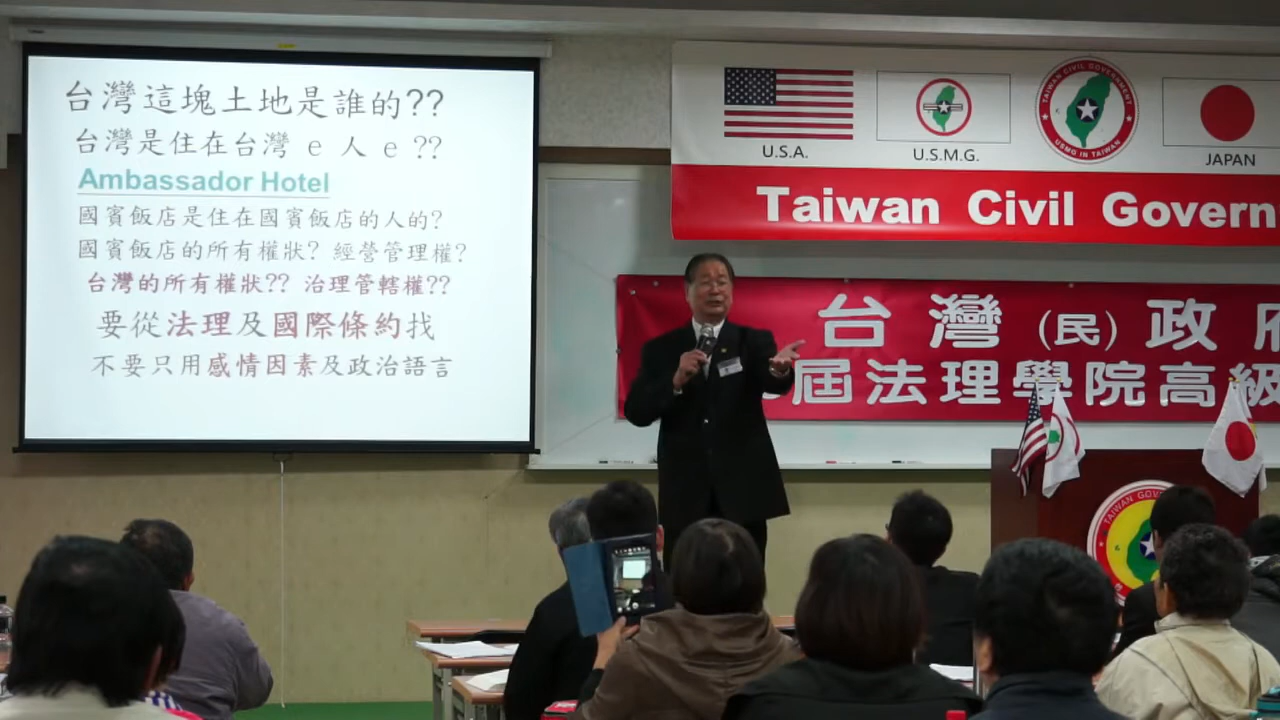 台灣這塊土地是誰的??
台灣是住在台灣 e 人 e ??
Ambassador Hotel
國賓飯店是住在國賓飯店的人的?
國賓飯店的所有權狀? 經營管理權?
台灣的所有權狀?? 治理管轄權??
要從法理及國際條約找
不要只用感情因素及政治語言
U.S.A.
U.S.M.G.
TAIWAN CIVIL GOVERNMENT
USMG IN TAIWAN
JAPAN
Taiwan Civil Govern
台灣(民)政府
屆法理學院高級
TAIWAN GOV